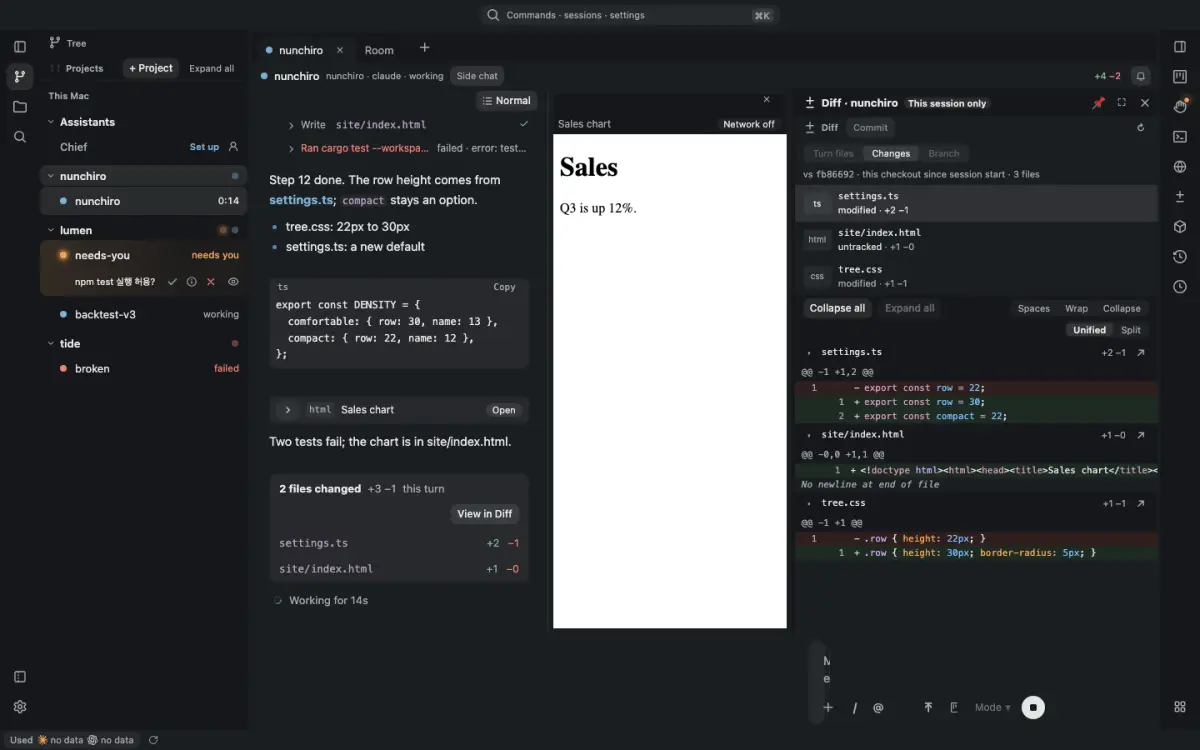 Commands · sessions · settings
⌘K
Tree
Projects
+ Project
Expand all
This Mac
Assistants
Chief
Set up
nunchiro
nunchiro
0:14
lumen
needs-you
needs you
npm test 실행 허용?
backtest-v3
working
tide
broken
failed
Used
no data
no data
nunchiro
Room
nunchiro
nunchiro · claude · working
Side chat
+4 −2
Normal
Write site/index.html
Ran cargo test --workspa... failed · error: test...
Step 12 done. The row height comes from
settings.ts; compact stays an option.
• tree.css: 22px to 30px
• settings.ts: a new default
ts
Copy
export const DENSITY = {
comfortable: { row: 30, name: 13 },
compact: { row: 22, name: 12 },
};
html Sales chart
Open
Two tests fail; the chart is in site/index.html.
2 files changed +3 −1 this turn
View in Diff
settings.ts +2 −1
site/index.html +1 −0
Working for 14s
Sales chart
Network off
Sales
Q3 is up 12%.
Diff · nunchiro
This session only
Diff
Commit
Turn files
Changes
Branch
vs fb86692 · this checkout since session start · 3 files
ts
settings.ts
modified · +2 −1
html
site/index.html
untracked · +1 −0
css
tree.css
modified · +1 −1
Collapse all
Expand all
Spaces
Wrap
Collapse
Unified
Split
settings.ts
+2 −1
@@ −1 +1,2 @@
1 − export const row = 22;
1 + export const row = 30;
2 + export const compact = 22;
site/index.html
+1 −0
@@ −0,0 +1,1 @@
1 + <!doctype html><html><head><title>Sales chart</title><
No newline at end of file
tree.css
+1 −1
@@ −1 +1 @@
1 − .row { height: 22px; }
1 + .row { height: 30px; border-radius: 5px; }
M
e
+ / @
Mode